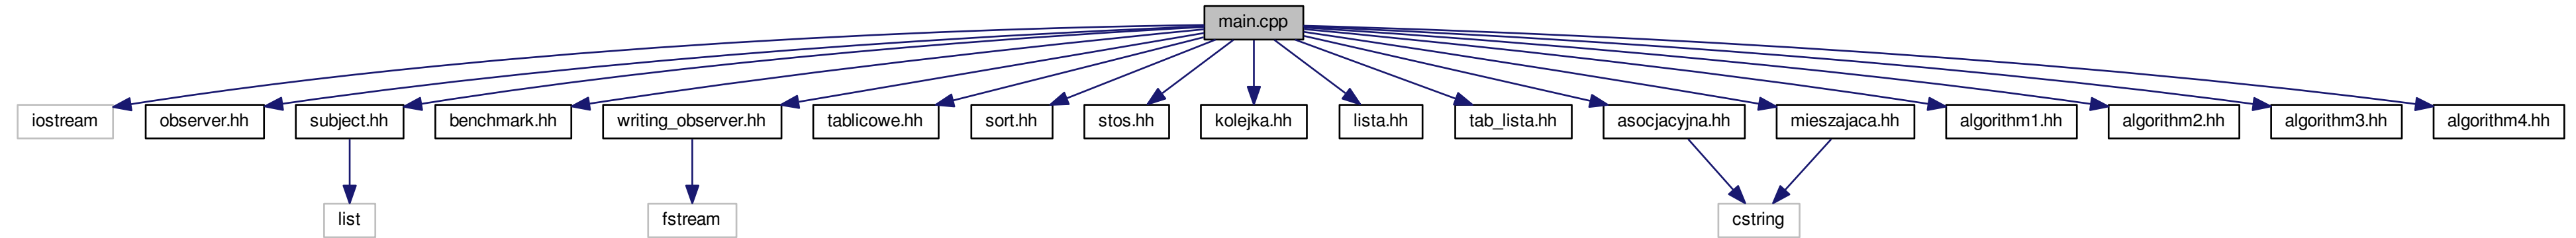 main.cpp
iostream
observer.hh
subject.hh
benchmark.hh
writing_observer.hh
tablicowe.hh
sort.hh
stos.hh
kolejka.hh
lista.hh
tab_lista.hh
asocjacyjna.hh
mieszajaca.hh
algorithm1.hh
algorithm2.hh
algorithm3.hh
algorithm4.hh
list
fstream
cstring